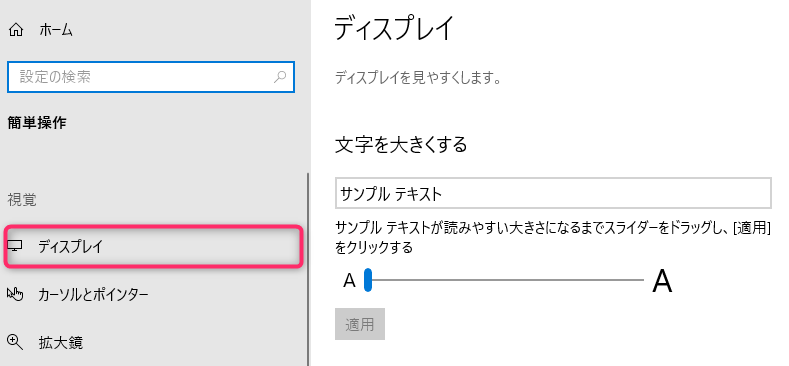 ホーム
設定の検索
簡単操作
視覚
ディスプレイ
カーソルとポインター
拡大鏡
ディスプレイ
ディスプレイを見やすくします。
文字を大きくする
サンプル テキスト
サンプル テキストが読みやすい大きさになるまでスライダーをドラッグし、[適用]
をクリックする
A A
適用